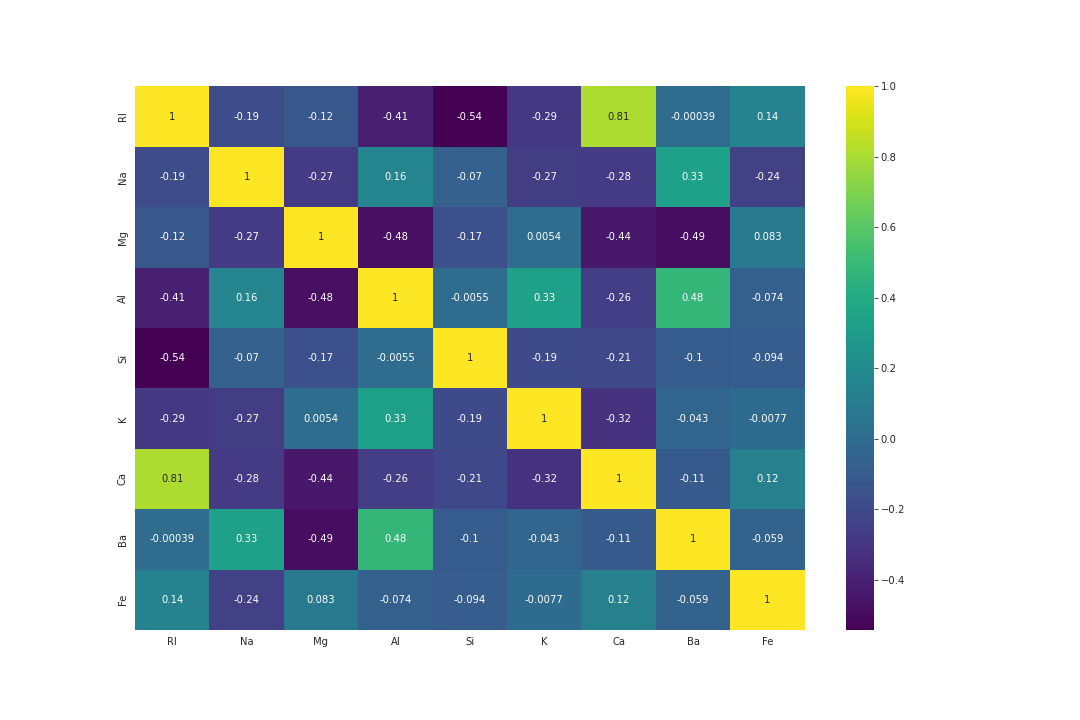 RI 1 -0.19 -0.12 -0.41 -0.54 -0.29 0.81 -0.00039 0.14
Na -0.19 1 -0.27 0.16 -0.07 -0.27 -0.28 0.33 -0.24
Mg -0.12 -0.27 1 -0.48 -0.17 0.0054 -0.44 -0.49 0.083
Al -0.41 0.16 -0.48 1 -0.0055 0.33 -0.26 0.48 -0.074
Si -0.54 -0.07 -0.17 -0.0055 1 -0.19 -0.21 -0.1 -0.094
K -0.29 -0.27 0.0054 0.33 -0.19 1 -0.32 -0.043 -0.0077
Ca 0.81 -0.28 -0.44 -0.26 -0.21 -0.32 1 -0.11 0.12
Ba -0.00039 0.33 -0.49 0.48 -0.1 -0.043 -0.11 1 -0.059
Fe 0.14 -0.24 0.083 -0.074 -0.094 -0.0077 0.12 -0.059 1
RI Na Mg Al Si K Ca Ba Fe
1.0
0.8
0.6
0.4
0.2
0.0
−0.2
−0.4